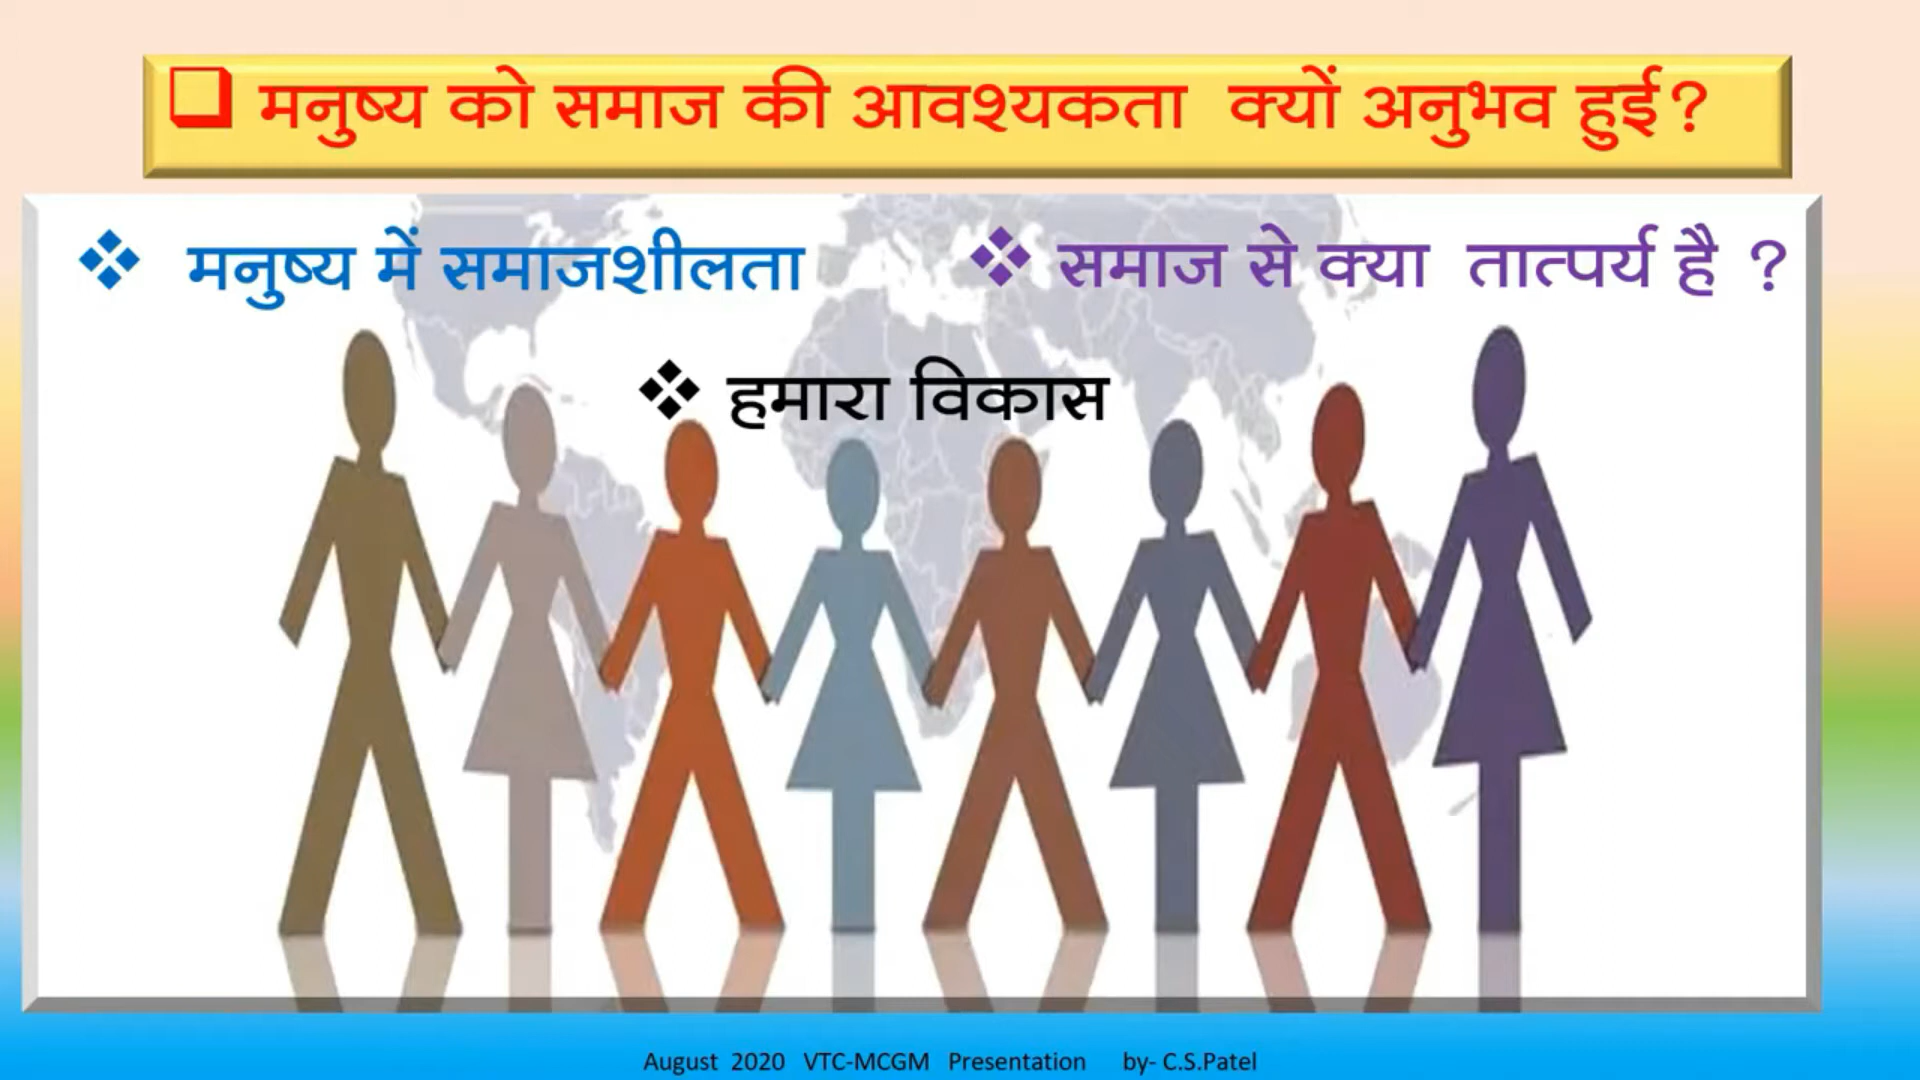 मनुष्य को समाज की आवश्यकता क्यों अनुभव हुई?
मनुष्य में समाजशीलता
समाज से क्या तात्पर्य है ?
हमारा विकास
August 2020 VTC-MCGM Presentation by- C.S.Patel